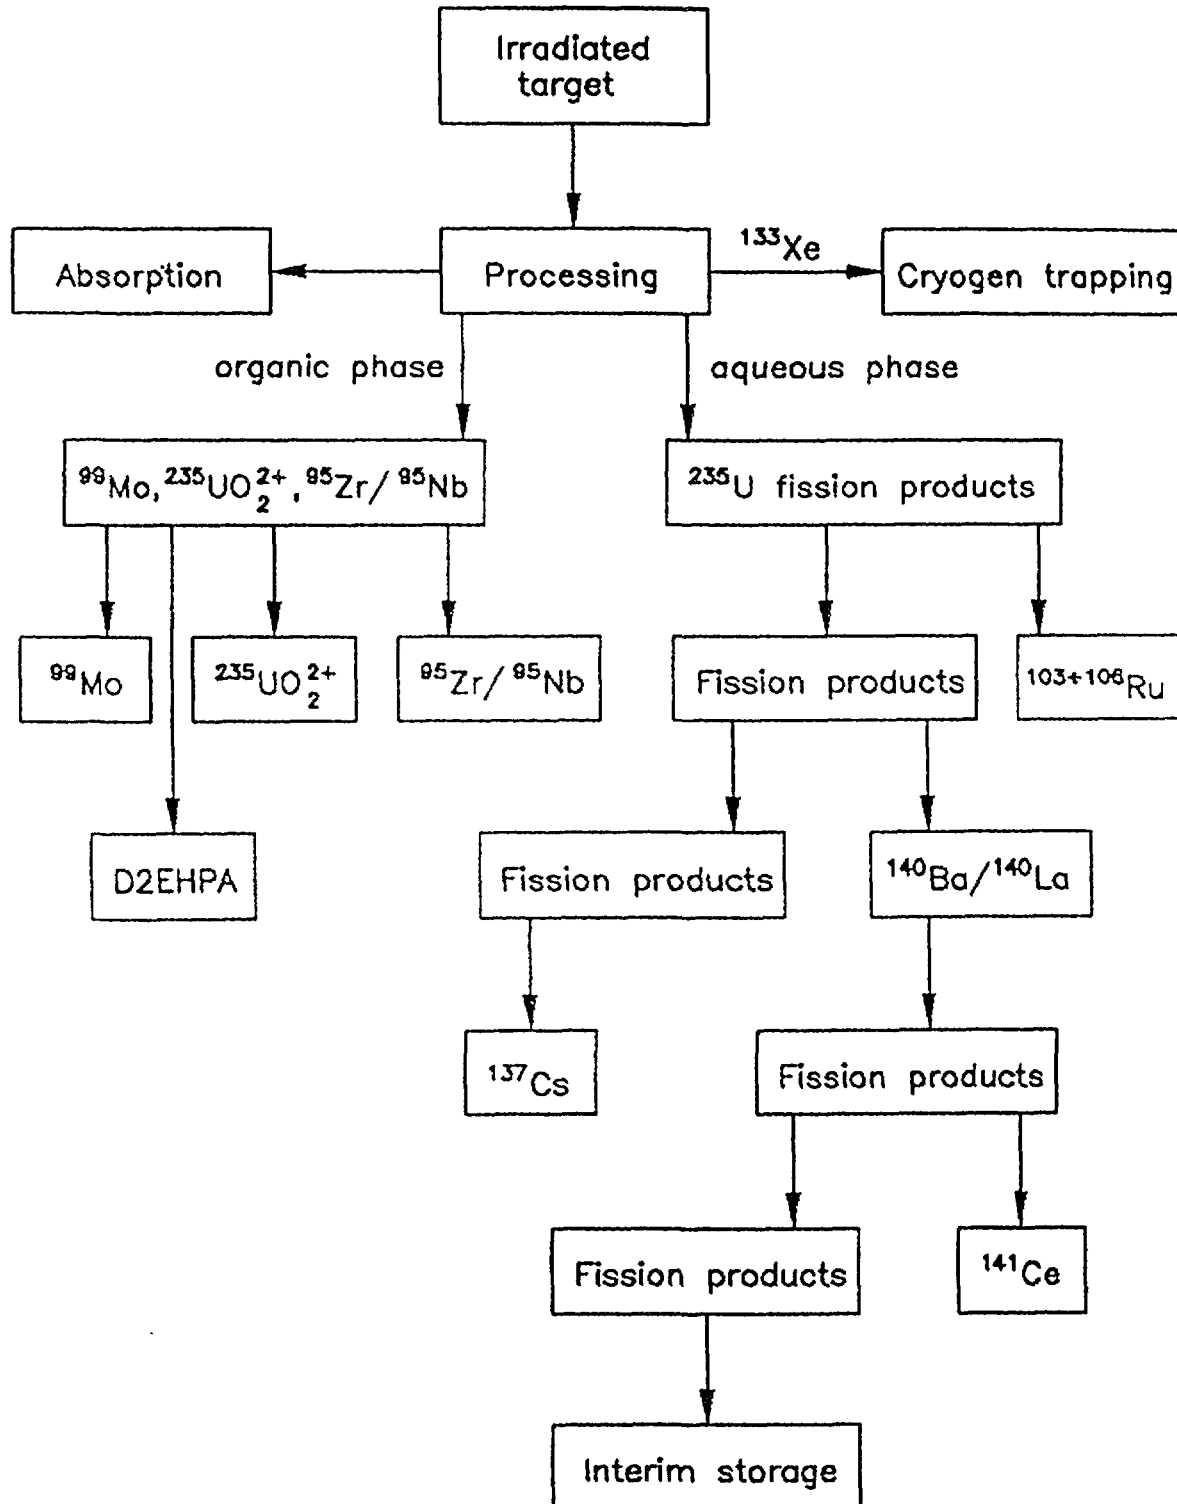 Irradiated
target
Absorption
Processing
¹³³Xe
Cryogen trapping
organic phase
aqueous phase
⁹⁹Mo, ²³⁵UO₂²⁺, ⁹⁵Zr/ ⁹⁵Nb
²³⁵U fission products
⁹⁹Mo
²³⁵UO₂²⁺
⁹⁵Zr/ ⁹⁵Nb
Fission products
¹⁰³⁺¹⁰⁶Ru
D2EHPA
Fission products
¹⁴⁰Ba/¹⁴⁰La
¹³⁷Cs
Fission products
Fission products
¹⁴¹Ce
Interim storage